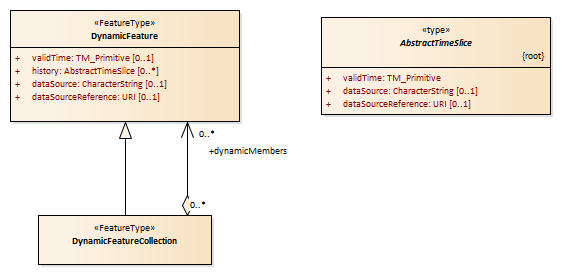 «FeatureType»
DynamicFeature
+ validTime: TM_Primitive [0..1]
+ history: AbstractTimeSlice [0..*]
+ dataSource: CharacterString [0..1]
+ dataSourceReference: URI [0..1]
«type»
AbstractTimeSlice
{root}
+ validTime: TM_Primitive
+ dataSource: CharacterString [0..1]
+ dataSourceReference: URI [0..1]
0..*
+dynamicMembers
0..*
«FeatureType»
DynamicFeatureCollection